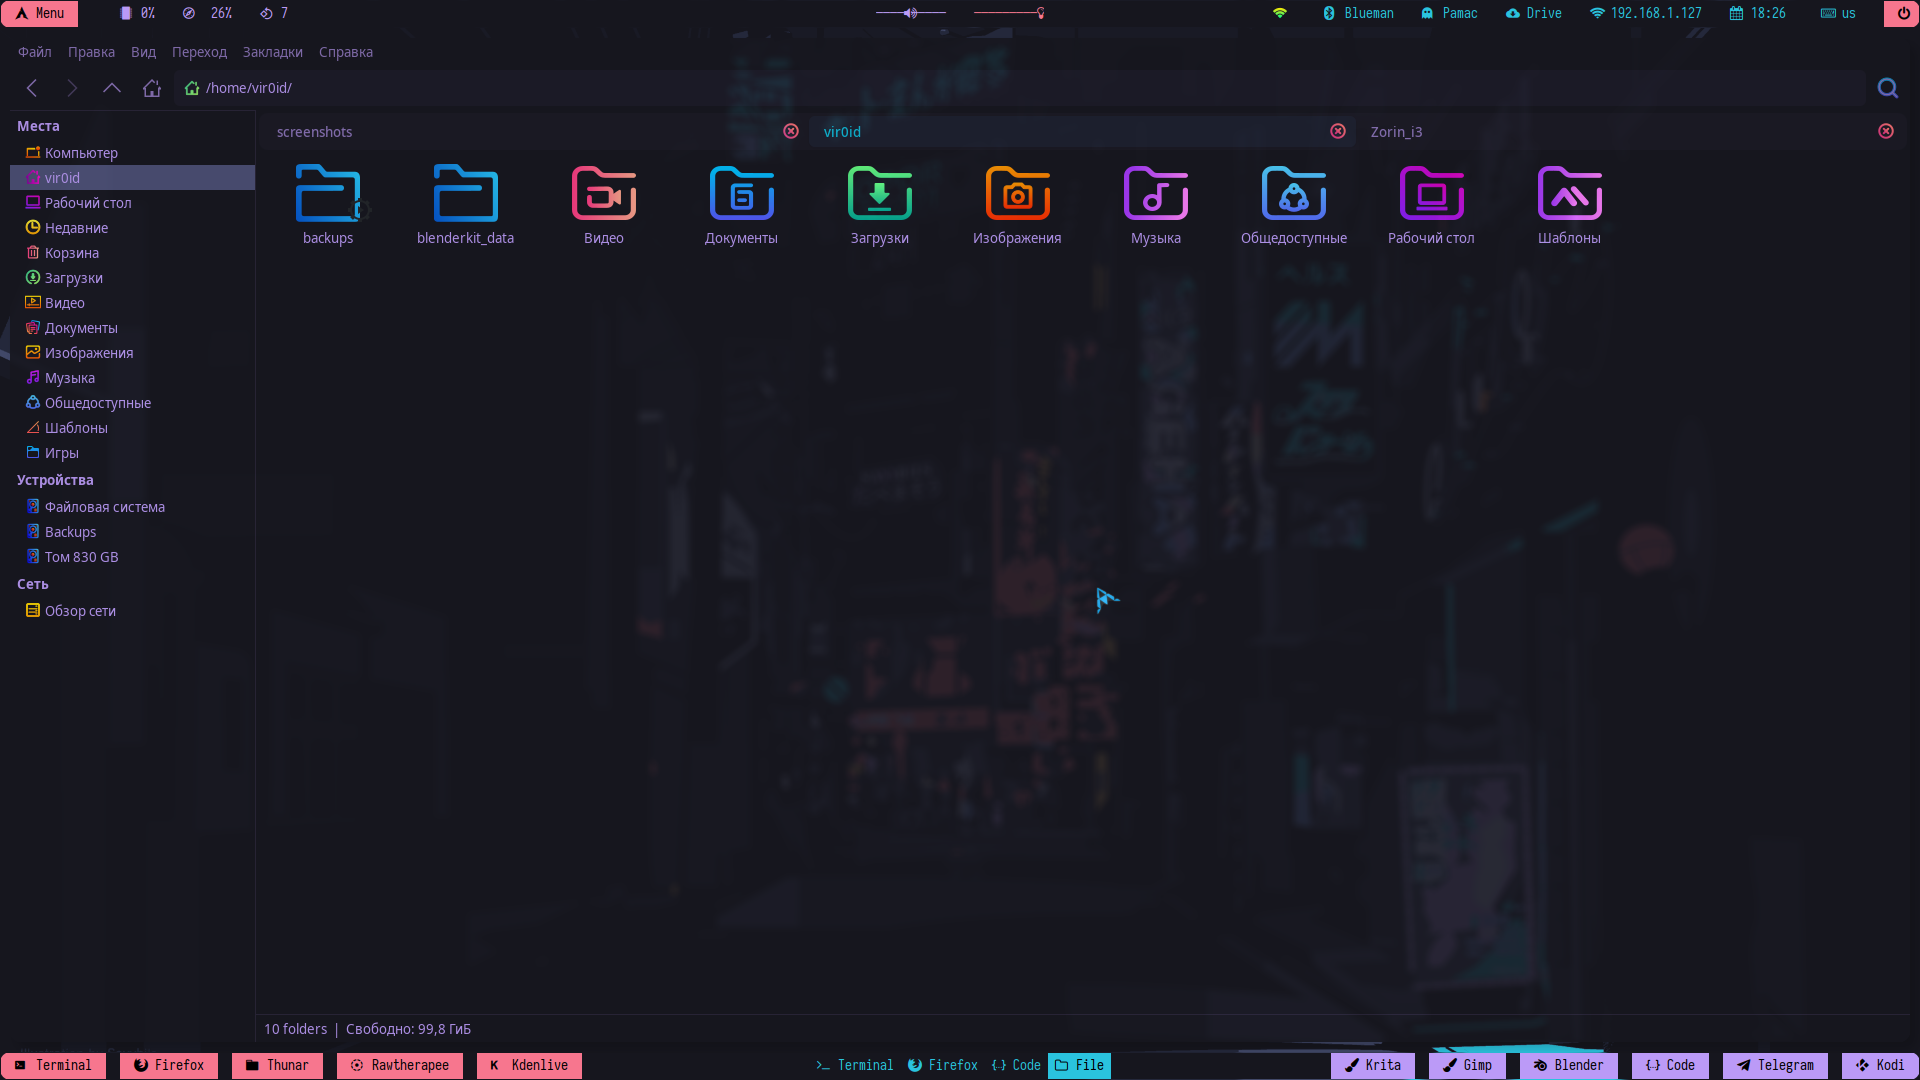 Menu 0% 26% 7 Blueman Pamac Drive 192.168.1.127 18:26 us
Файл Правка Вид Переход Закладки Справка
/home/vir0id/
Места
Компьютер
vir0id
Рабочий стол
Недавние
Корзина
Загрузки
Видео
Документы
Изображения
Музыка
Общедоступные
Шаблоны
Игры
Устройства
Файловая система
Backups
Том 830 GB
Сеть
Обзор сети
screenshots vir0id Zorin_i3
backups blenderkit_data Видео Документы Загрузки Изображения Музыка Общедоступные Рабочий стол Шаблоны
10 folders | Свободно: 99,8 ГиБ
Terminal Firefox Thunar Rawtherapee Kdenlive Terminal Firefox Code File Krita Gimp Blender Code Telegram Kodi